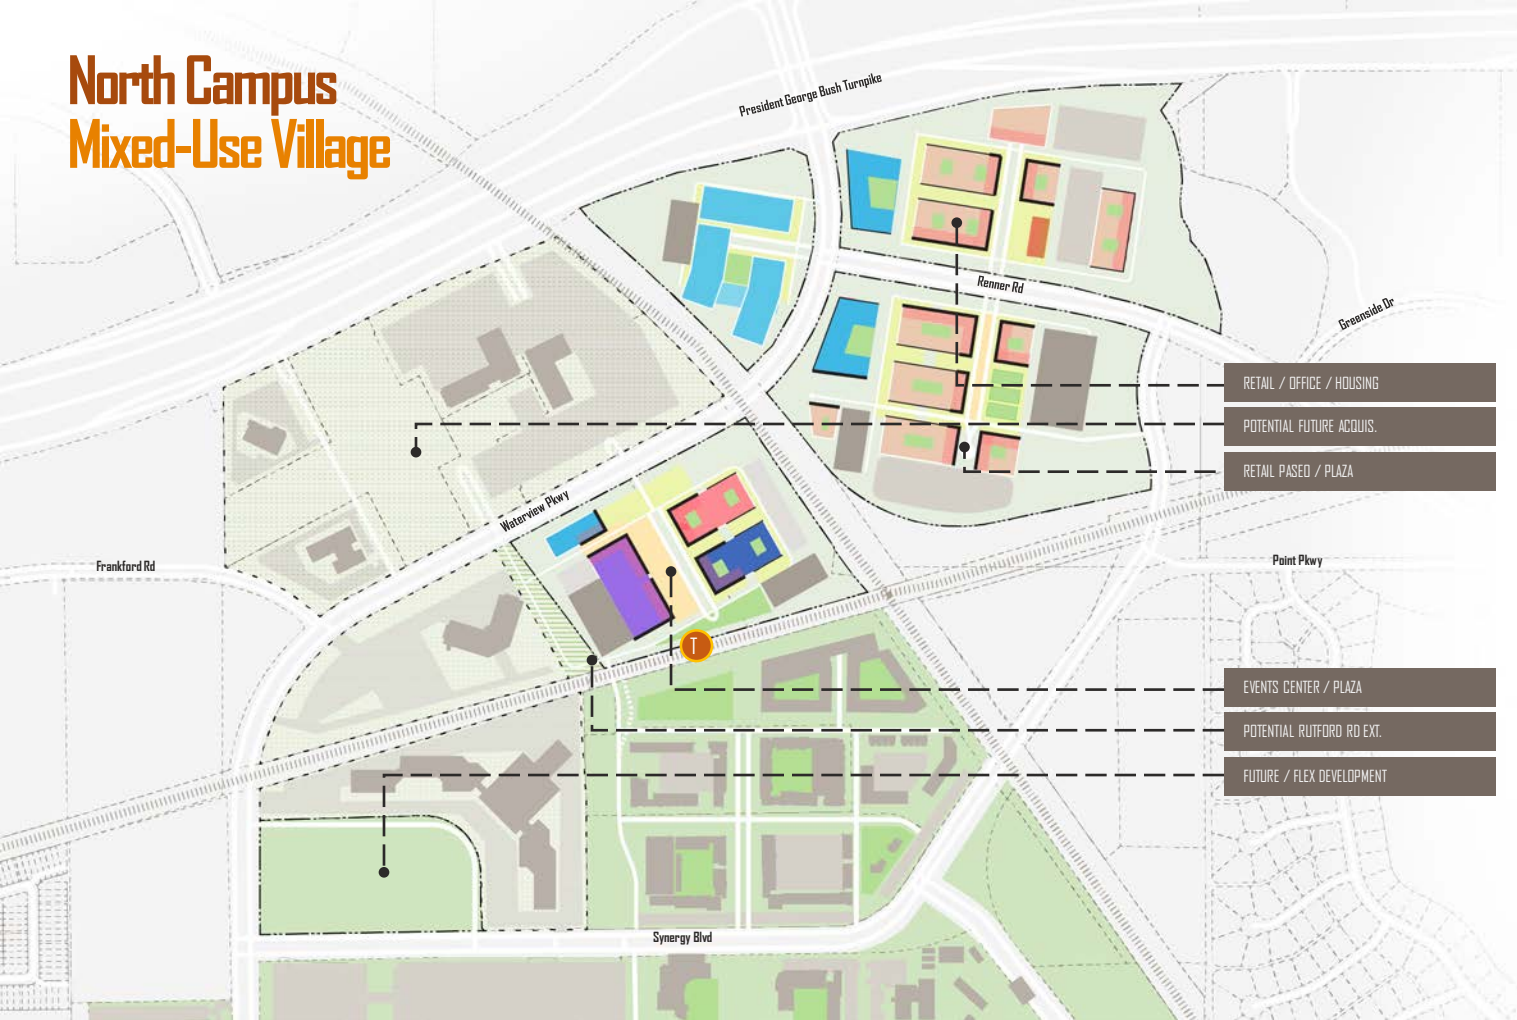 North Campus
Mixed-Use Village
President George Bush Turnpike
Renner Rd
Greenside Dr
RETAIL / OFFICE / HOUSING
POTENTIAL FUTURE ACQUIS.
RETAIL PASEO / PLAZA
Waterview Pkwy
Frankford Rd
Point Pkwy
T
EVENTS CENTER / PLAZA
POTENTIAL RUTFORD RD EXT.
FUTURE / FLEX DEVELOPMENT
Synergy Blvd